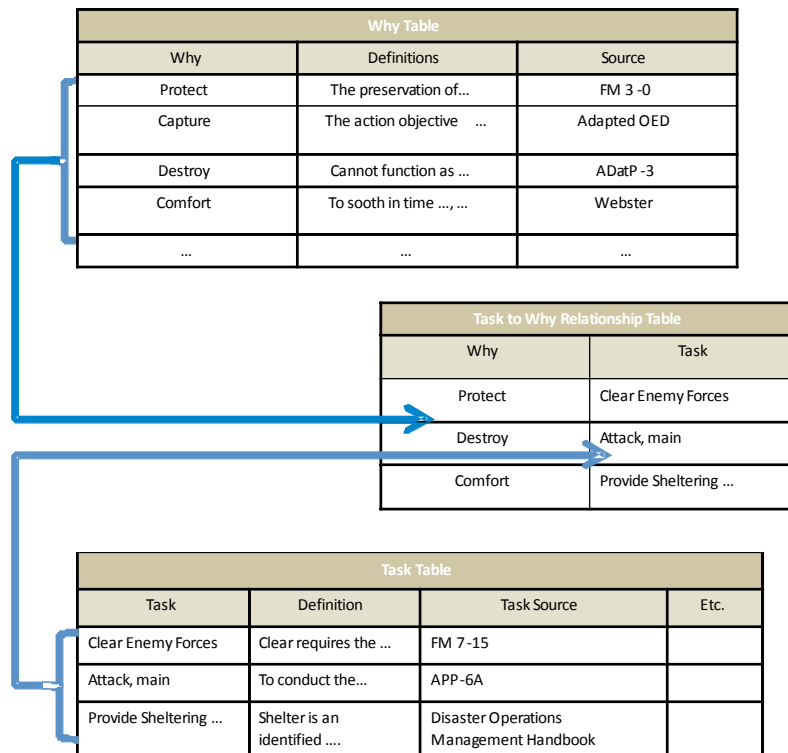 Why Table
Why Definitions Source
Protect The preservation of... FM 3 -0
Capture The action objective ... Adapted OED
Destroy Cannot function as ... ADatP -3
Comfort To sooth in time ..., ... Webster
... ... ...
Task to Why Relationship Table
Why Task
Protect Clear Enemy Forces
Destroy Attack, main
Comfort Provide Sheltering ...
Task Table
Task Definition Task Source Etc.
Clear Enemy Forces Clear requires the ... FM 7 -15
Attack, main To conduct the... APP -6A
Provide Sheltering ... Shelter is an Disaster Operations
identified .... Management Handbook